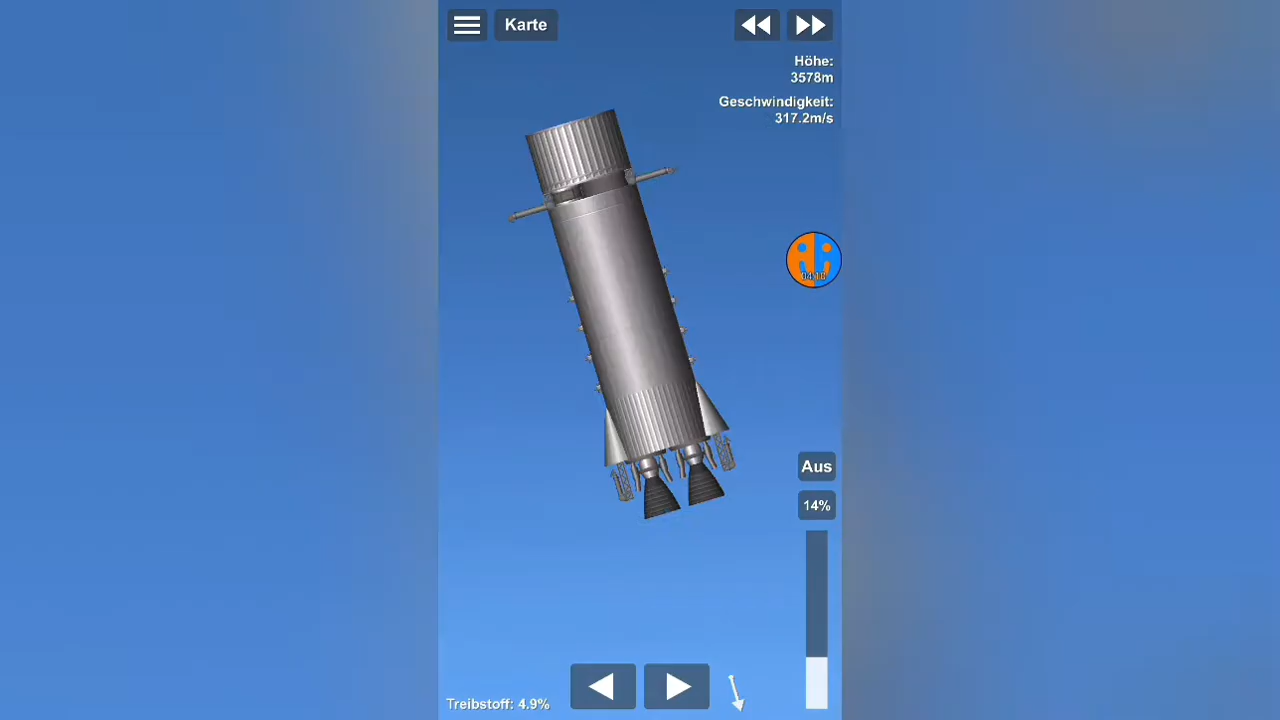 Karte
Höhe:
3578m
Geschwindigkeit:
317.2m/s
Aus
14%
Treibstoff: 4.9%